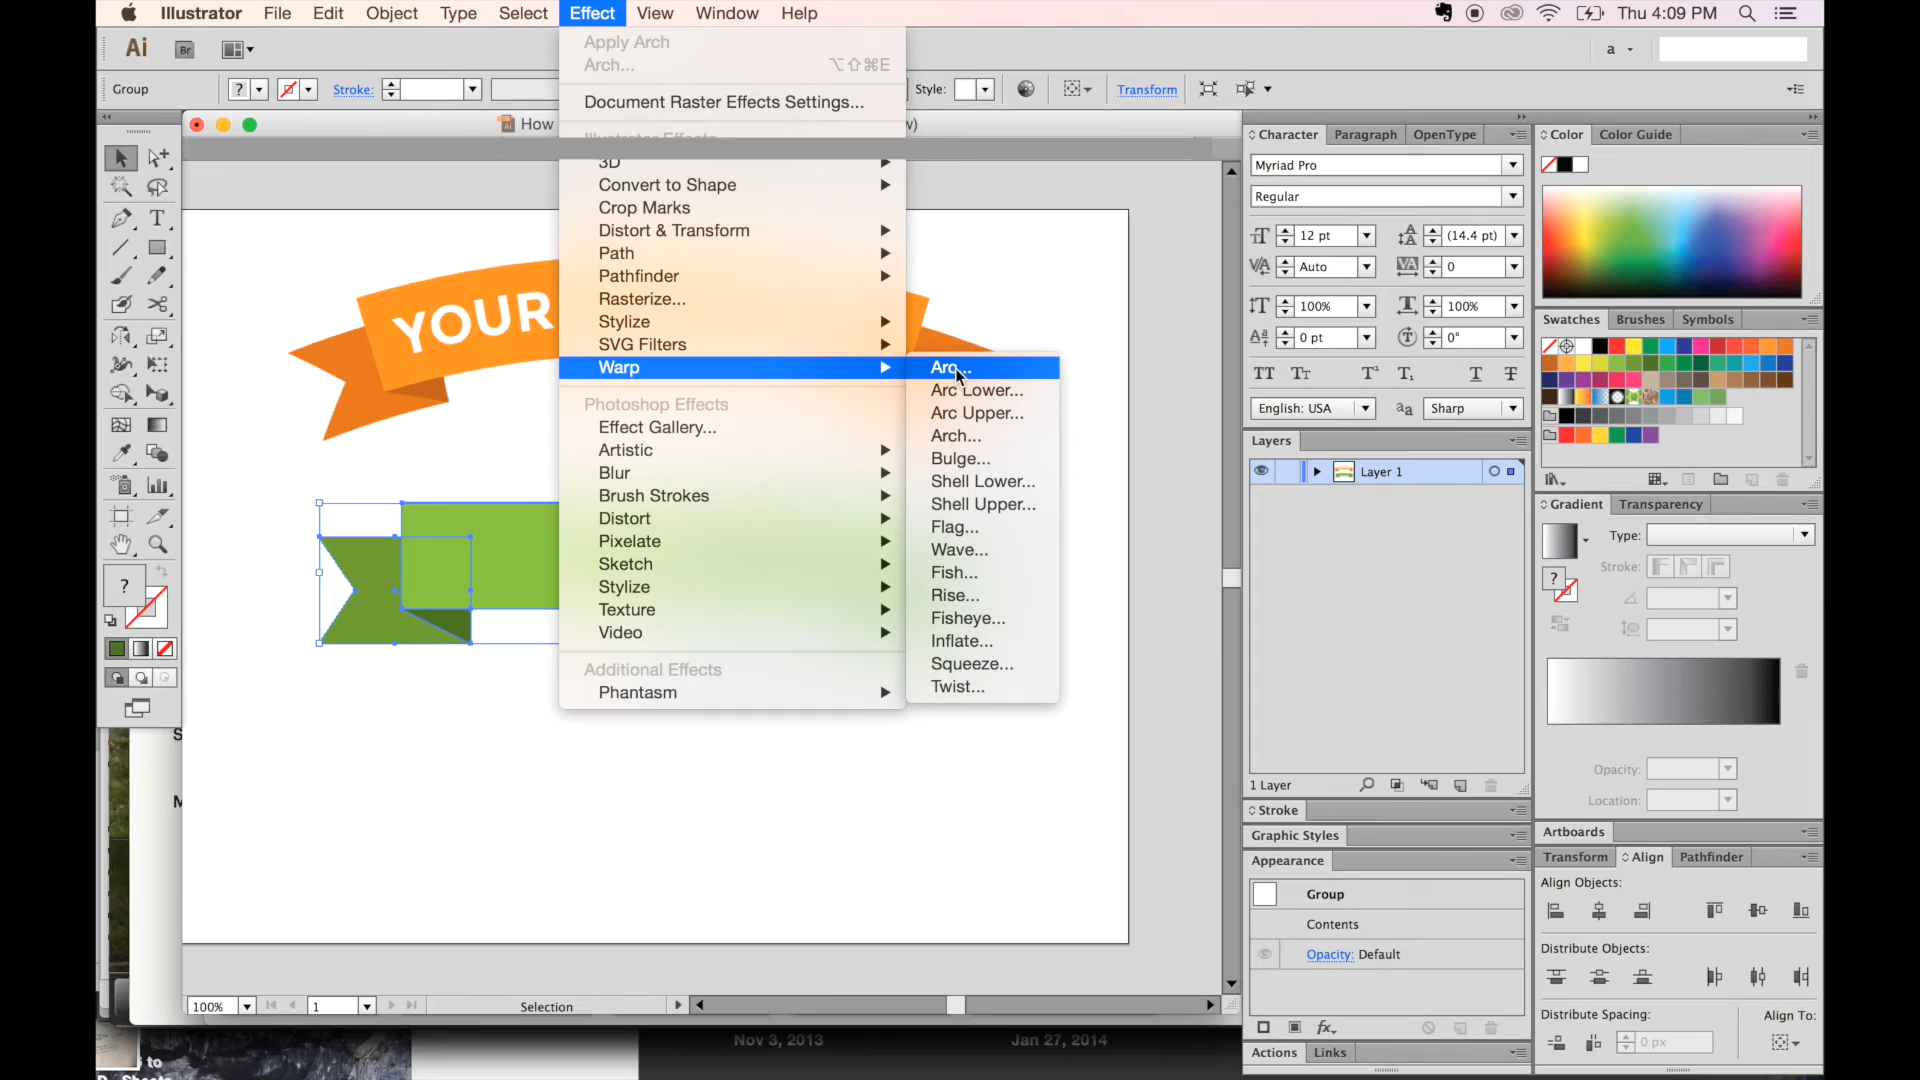 Illustrator File Edit Object Type Select Effect View Window Help Thu 4:09 PM
Ai Br a
Group ? Stroke: Style: Transform
Apply Arch
Arch... ⌥⇧⌘E
Document Raster Effects Settings...
Illustrator Effects
3D
Convert to Shape
Crop Marks
Distort & Transform
Path
Pathfinder
Rasterize...
Stylize
SVG Filters
Warp
Photoshop Effects
Effect Gallery...
Artistic
Blur
Brush Strokes
Distort
Pixelate
Sketch
Stylize
Texture
Video
Additional Effects
Phantasm
Arc...
Arc Lower...
Arc Upper...
Arch...
Bulge...
Shell Lower...
Shell Upper...
Flag...
Wave...
Fish...
Rise...
Fisheye...
Inflate...
Squeeze...
Twist...
How
w)
YOUR
Character Paragraph OpenType
Myriad Pro
Regular
12 pt (14.4 pt)
Auto 0
100% 100%
0 pt 0°
English: USA Sharp
Layers
Layer 1
1 Layer
Stroke
Graphic Styles
Appearance
Group
Contents
Opacity: Default
Actions Links
Color Color Guide
Swatches Brushes Symbols
Gradient Transparency
Type:
Stroke:
Opacity:
Location:
Artboards
Transform Align Pathfinder
Align Objects:
Distribute Objects:
Distribute Spacing: Align To:
0 px
100% 1 Selection
Nov 3, 2013 Jan 27, 2014